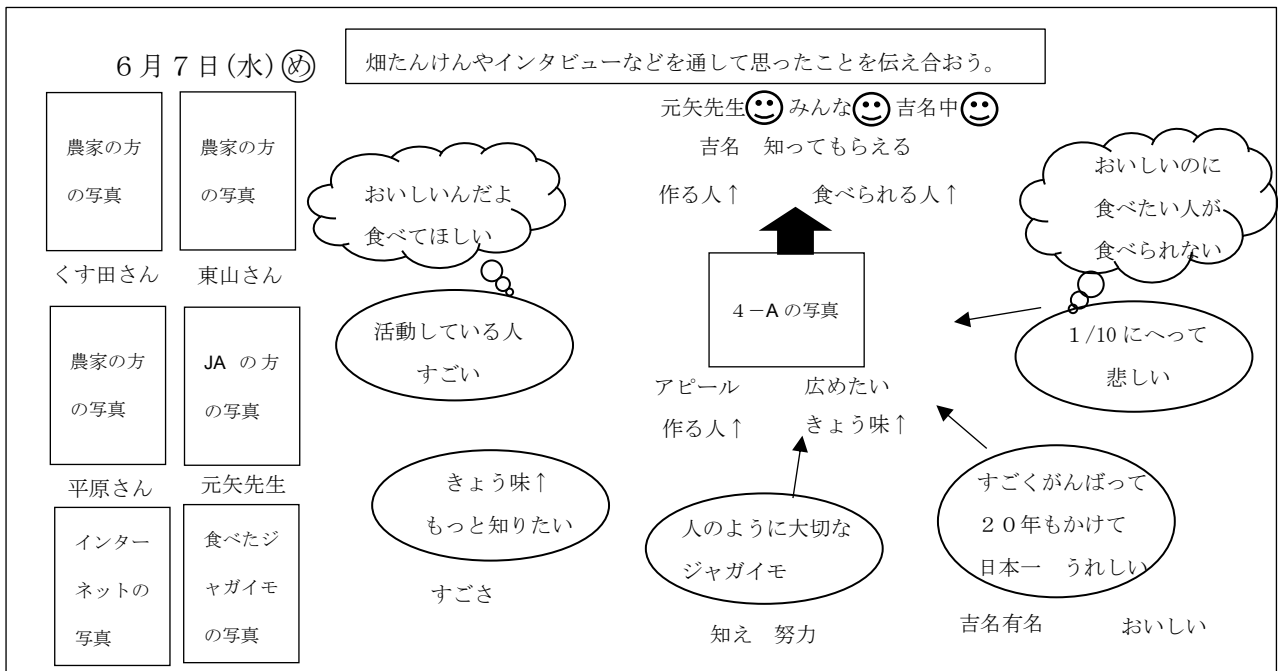 6月7日(水)め
畑たんけんやインタビューなどを通して思ったことを伝え合おう。
農家の方
の写真
くす田さん
農家の方
の写真
東山さん
農家の方
の写真
平原さん
JA の方
の写真
元矢先生
インター
ネットの
写真
食べたジ
ャガイモ
の写真
おいしいんだよ
食べてほしい
活動している人
すごい
きょう味↑
もっと知りたい
すごさ
元矢先生 みんな 吉名中
吉名 知ってもらえる
作る人↑ 食べられる人↑
4-A の写真
アピール 広めたい
作る人↑ きょう味↑
人のように大切な
ジャガイモ
知え 努力
おいしいのに
食べたい人が
食べられない
1/10 にへって
悲しい
すごくがんばって
20年もかけて
日本一 うれしい
吉名有名 おいしい